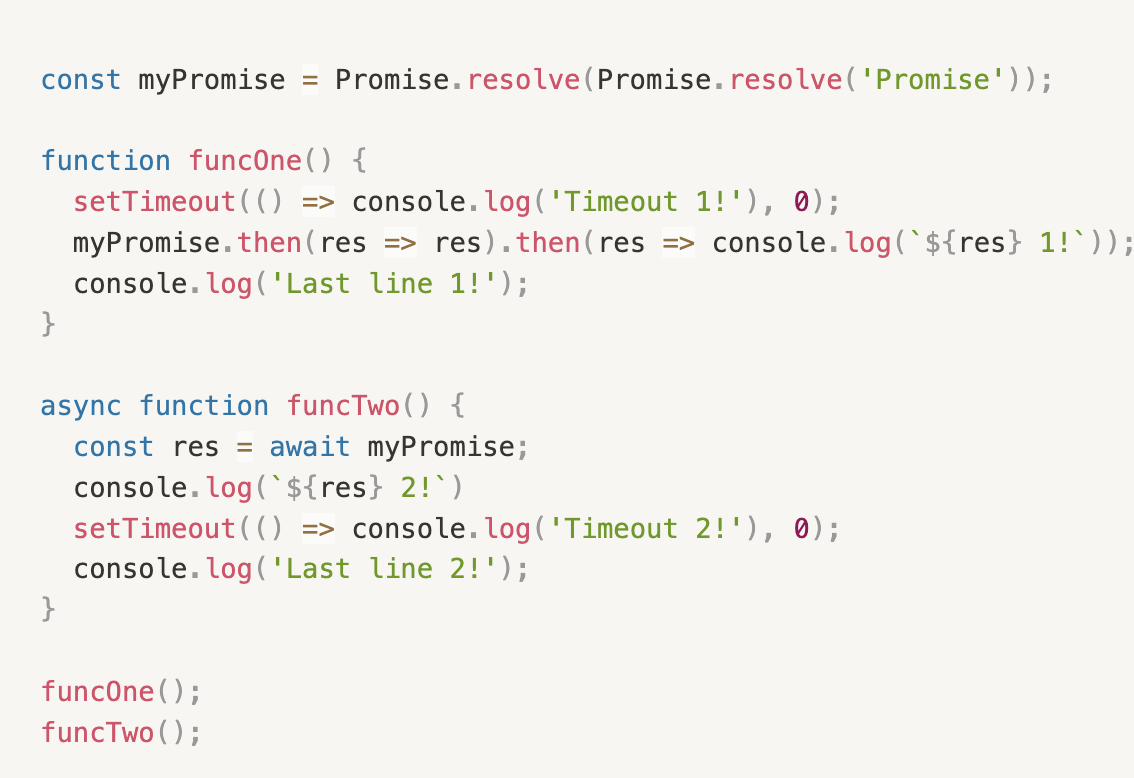 const myPromise = Promise.resolve(Promise.resolve('Promise'));
function funcOne() {
  setTimeout(() => console.log('Timeout 1!'), 0);
  myPromise.then(res => res).then(res => console.log(`${res} 1!`));
  console.log('Last line 1!');
}
async function funcTwo() {
  const res = await myPromise;
  console.log(`${res} 2!`)
  setTimeout(() => console.log('Timeout 2!'), 0);
  console.log('Last line 2!');
}
funcOne();
funcTwo();